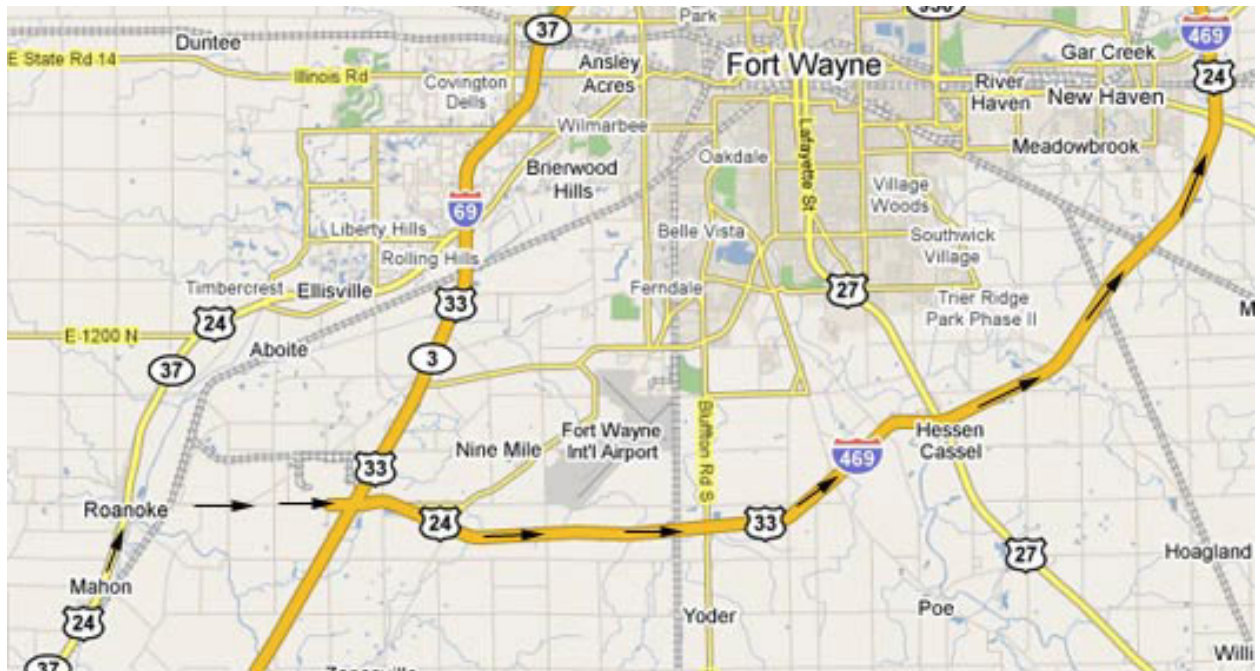 37
Park
930
469
Duntee
E State Rd 14
Illinois Rd
Ansley
Acres
Fort Wayne
Gar Creek
24
Covington
Dells
River
Haven
New Haven
Wilmarbee
Lafayette St
Meadowbrook
Oakdale
Brierwood
Hills
Village
Woods
69
Liberty Hills
Rolling Hills
Belle Vista
Southwick
Village
Timbercrest
Ellisville
33
Ferndale
27
Trier Ridge
Park Phase II
M
24
E 1200 N
Aboite
3
37
Bluffton Rd S
Nine Mile
Fort Wayne
Int'l Airport
Hessen
Cassel
469
33
Roanoke
24
33
27
Hoagland
Mahon
24
Yoder
Poe
37
Zanesville
Willi